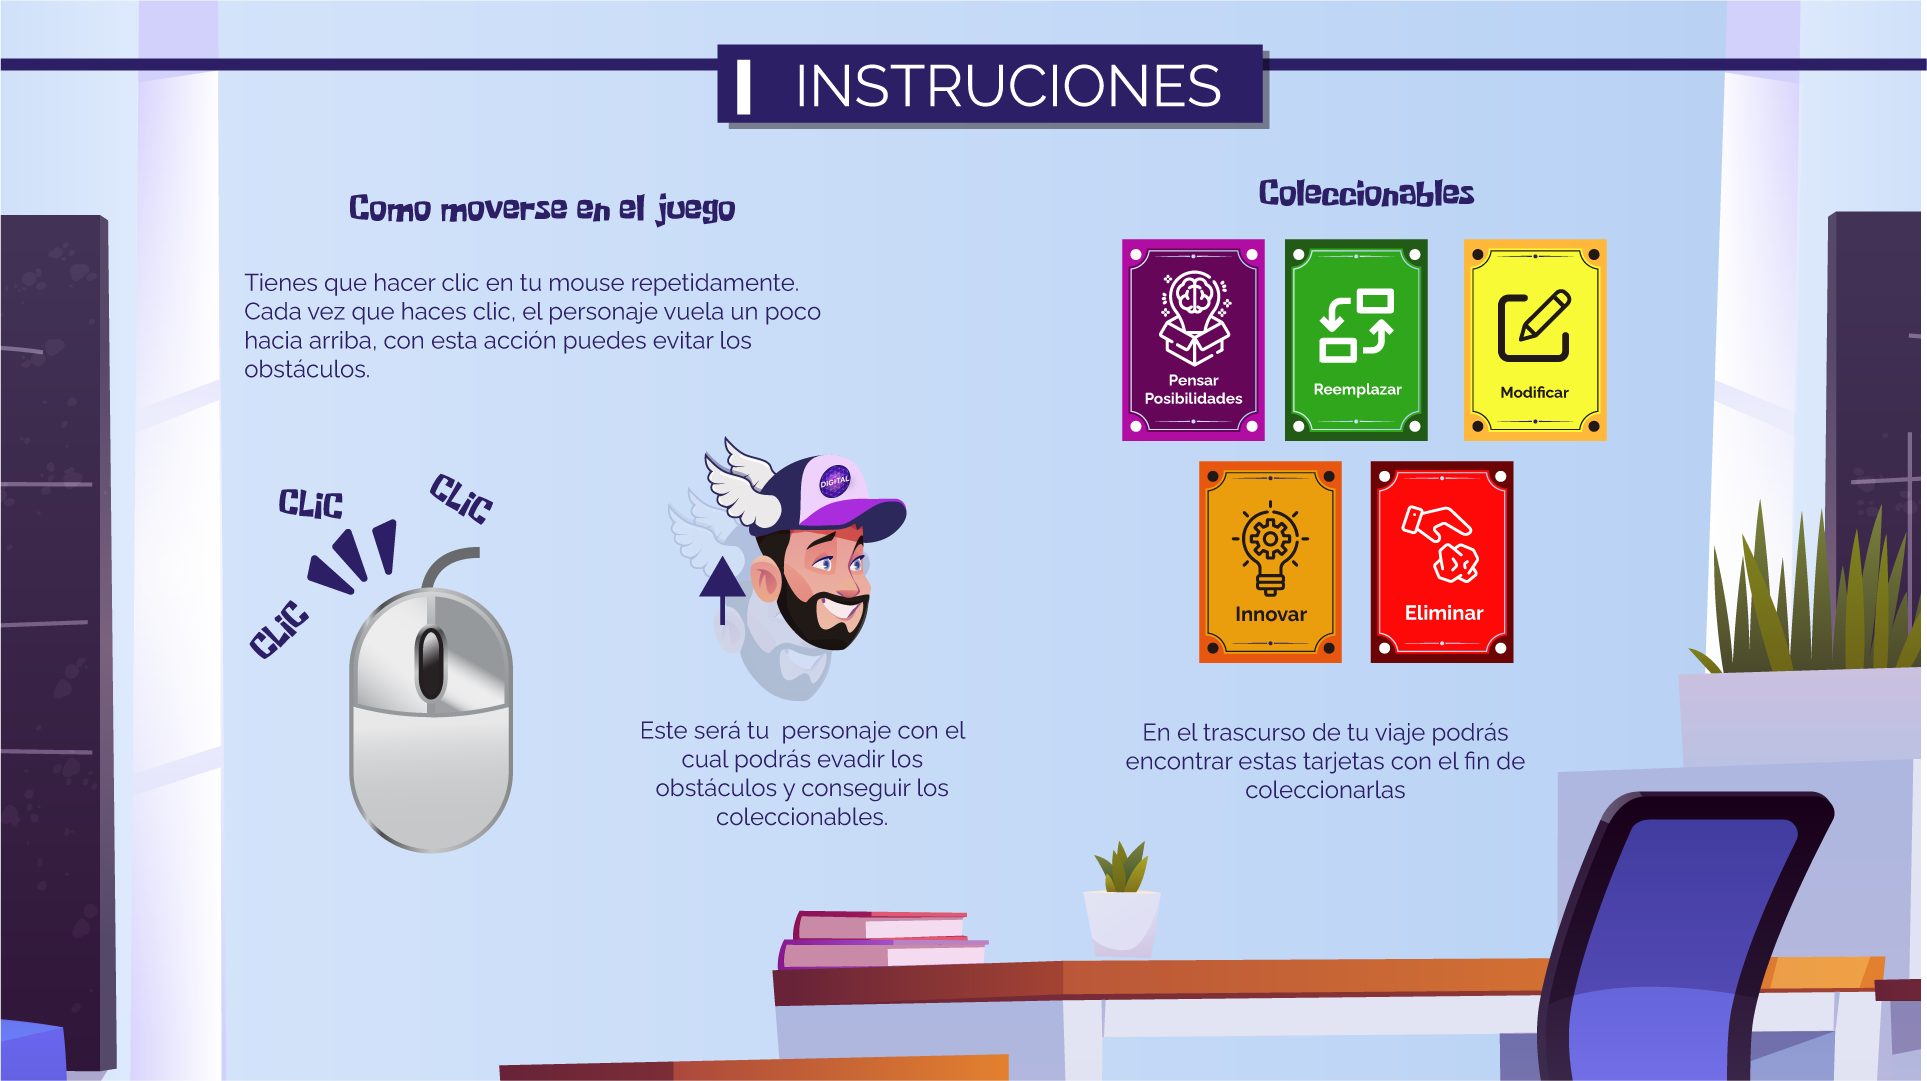 INSTRUCIONES
Como moverse en el juego
Tienes que hacer clic en tu mouse repetidamente.
Cada vez que haces clic, el personaje vuela un poco
hacia arriba, con esta acción puedes evitar los
obstáculos.
CLiC
CLiC
CLiC
DIGITAL
Este será tu personaje con el
cual podrás evadir los
obstáculos y conseguir los
coleccionables.
Coleccionables
Pensar
Posibilidades
Reemplazar
Modificar
Innovar
Eliminar
En el trascurso de tu viaje podrás
encontrar estas tarjetas con el fin de
coleccionarlas